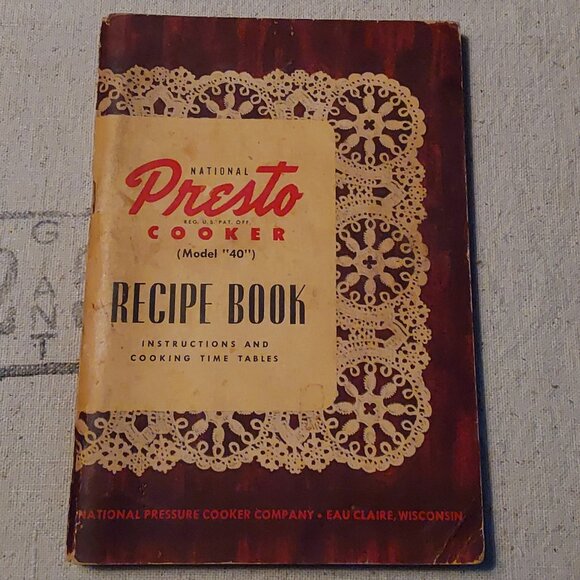 NATIONAL
Presto
REG. U.S. PAT. OFF.
COOKER
(Model "40")
RECIPE BOOK
INSTRUCTIONS AND
COOKING TIME TABLES
NATIONAL PRESSURE COOKER COMPANY • EAU CLAIRE, WISCONSIN